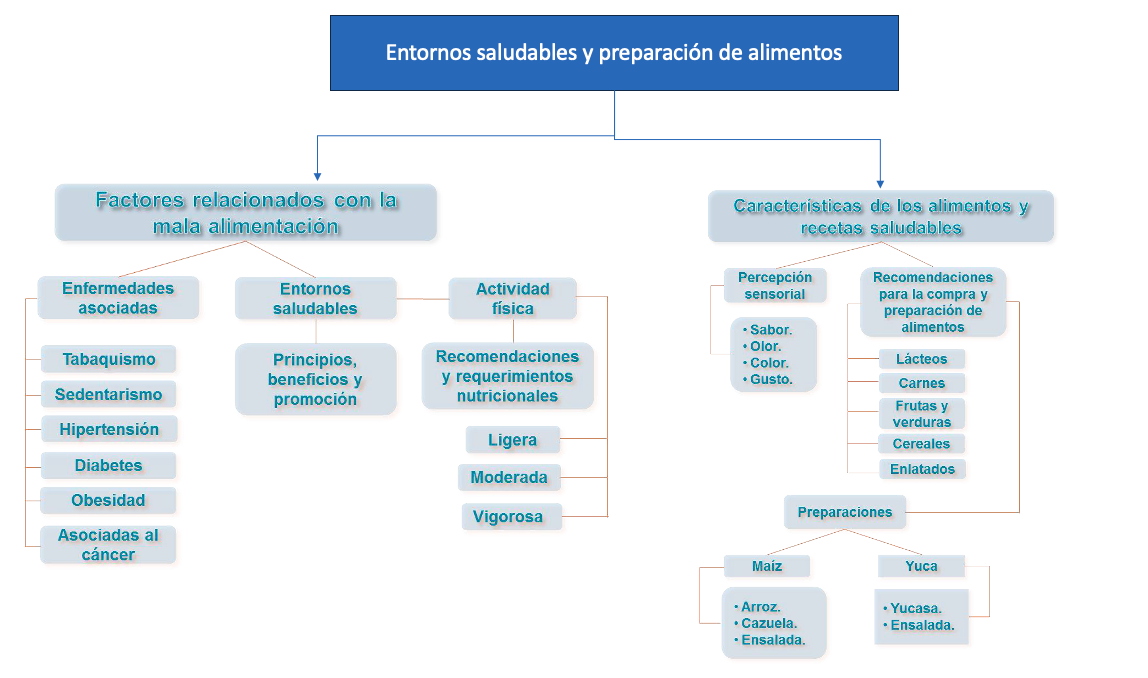 Entornos saludables y preparación de alimentos
Factores relacionados con la
mala alimentación
Enfermedades
asociadas
Tabaquismo
Sedentarismo
Hipertensión
Diabetes
Obesidad
Asociadas al
cáncer
Entornos
saludables
Principios,
beneficios y
promoción
Actividad
física
Recomendaciones
y requerimientos
nutricionales
Ligera
Moderada
Vigorosa
Características de los alimentos y
recetas saludables
Percepción
sensorial
• Sabor.
• Olor.
• Color.
• Gusto.
Recomendaciones
para la compra y
preparación de
alimentos
Lácteos
Carnes
Frutas y
verduras
Cereales
Enlatados
Preparaciones
Maíz
• Arroz.
• Cazuela.
• Ensalada.
Yuca
• Yucasa.
• Ensalada.